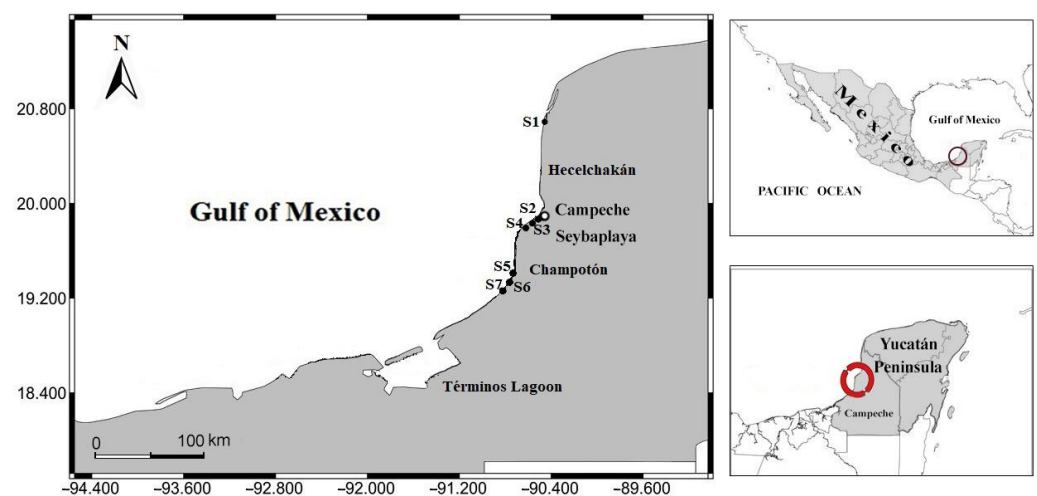 N
20.800
20.000
19.200
18.400
S1
Hecelchakán
S2
Campeche
Gulf of Mexico
S4
S3
Seybaplaya
S5
Champotón
S7
S6
Términos Lagoon
0
100 km
−94.400
−93.600
−92.800
−92.000
−91.200
−90.400
−89.600
Mexico
Gulf of Mexico
PACIFIC OCEAN
Yucatán
Peninsula
Campeche